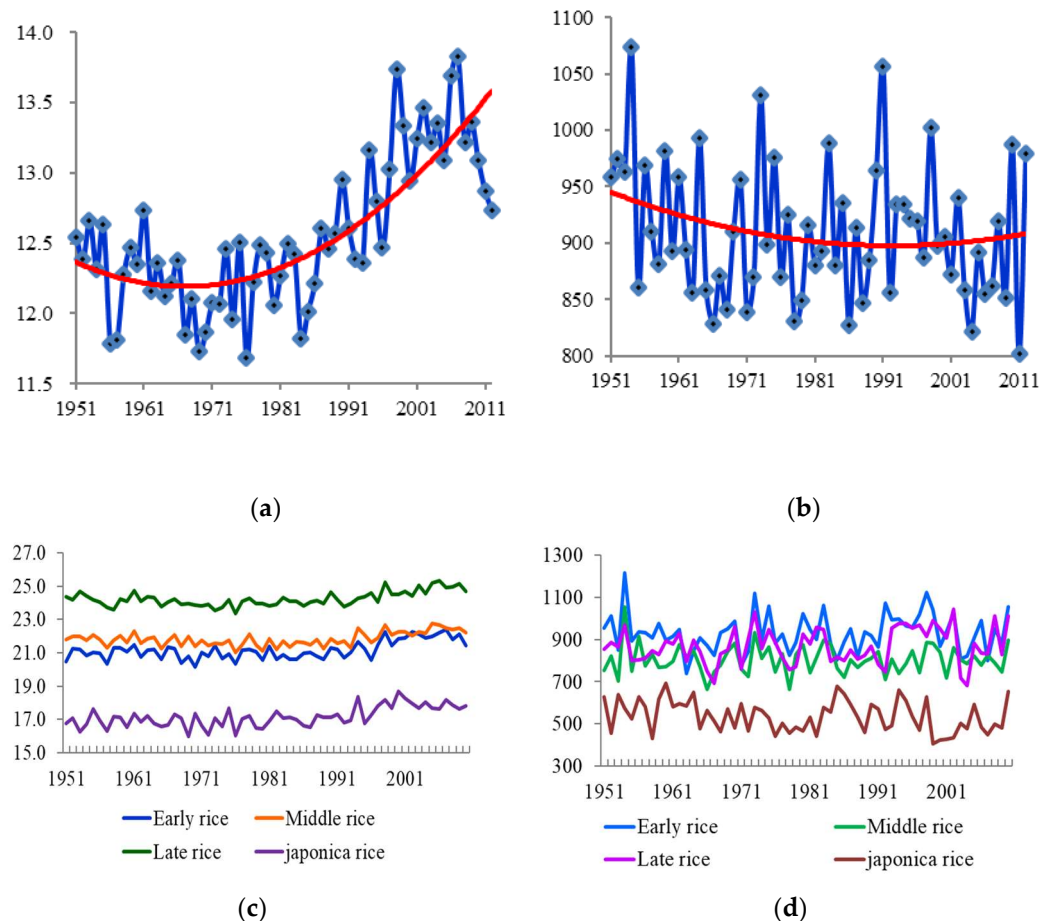 14.0
13.5
13.0
12.5
12.0
11.5
1951 1961 1971 1981 1991 2001 2011
(a)
1100
1050
1000
950
900
850
800
1951 1961 1971 1981 1991 2001 2011
(b)
27.0
25.0
23.0
21.0
19.0
17.0
15.0
1951 1961 1971 1981 1991 2001
Early rice Middle rice
Late rice japonica rice
(c)
1300
1100
900
700
500
300
1951 1961 1971 1981 1991 2001
Early rice Middle rice
Late rice japonica rice
(d)